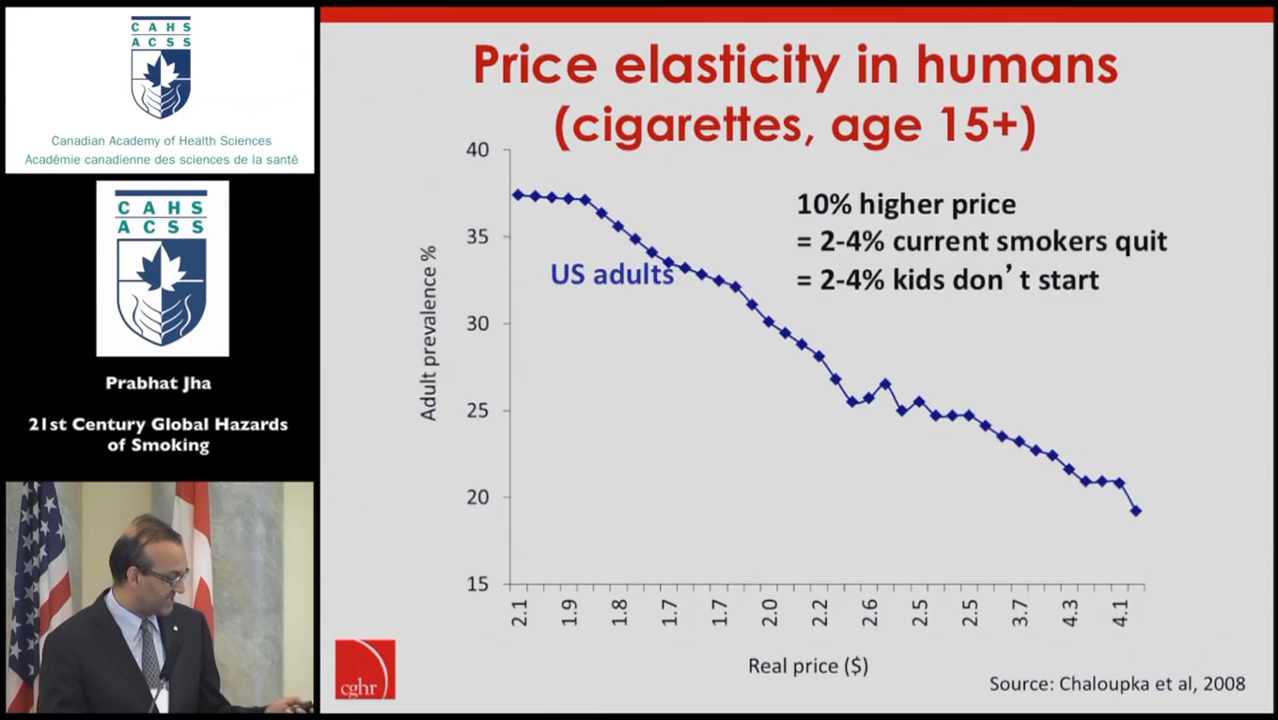 CAHS
ACSS
Canadian Academy of Health Sciences
Académie canadienne des sciences de la santé
CAHS
ACSS
Prabhat Jha
21st Century Global Hazards
of Smoking
Price elasticity in humans
(cigarettes, age 15+)
10% higher price
= 2-4% current smokers quit
= 2-4% kids don’t start
US adults
Adult prevalence %
40
35
30
25
20
15
2.1 1.9 1.8 1.7 1.7 2.0 2.2 2.6 2.5 2.5 3.7 4.3 4.1
Real price ($)
cghr
Source: Chaloupka et al, 2008